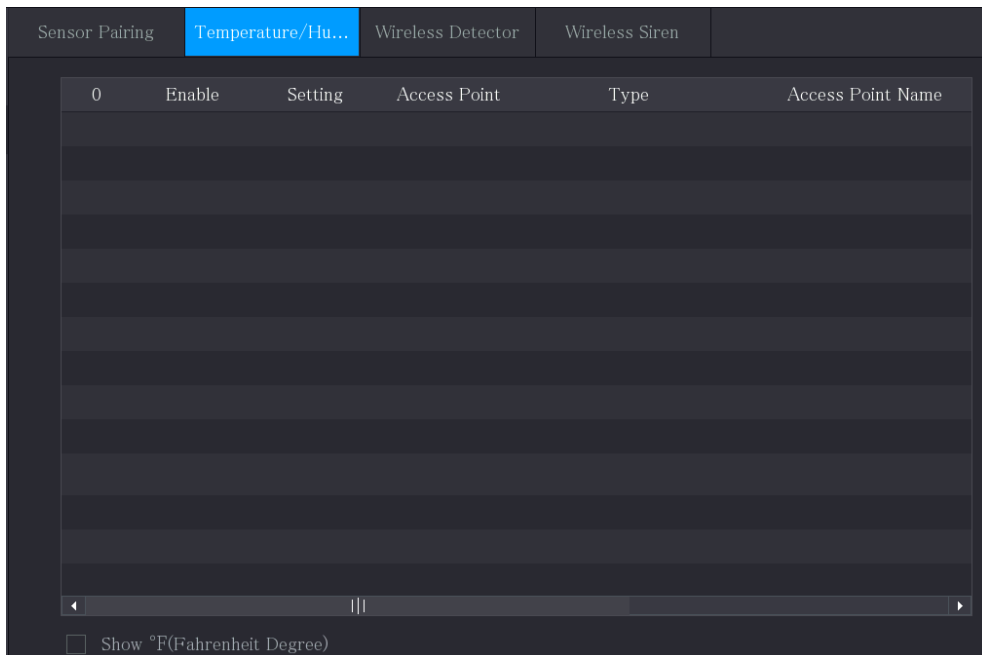 Sensor Pairing Temperature/Hu... Wireless Detector Wireless Siren
0 Enable Setting Access Point Type Access Point Name
Show °F(Fahrenheit Degree)